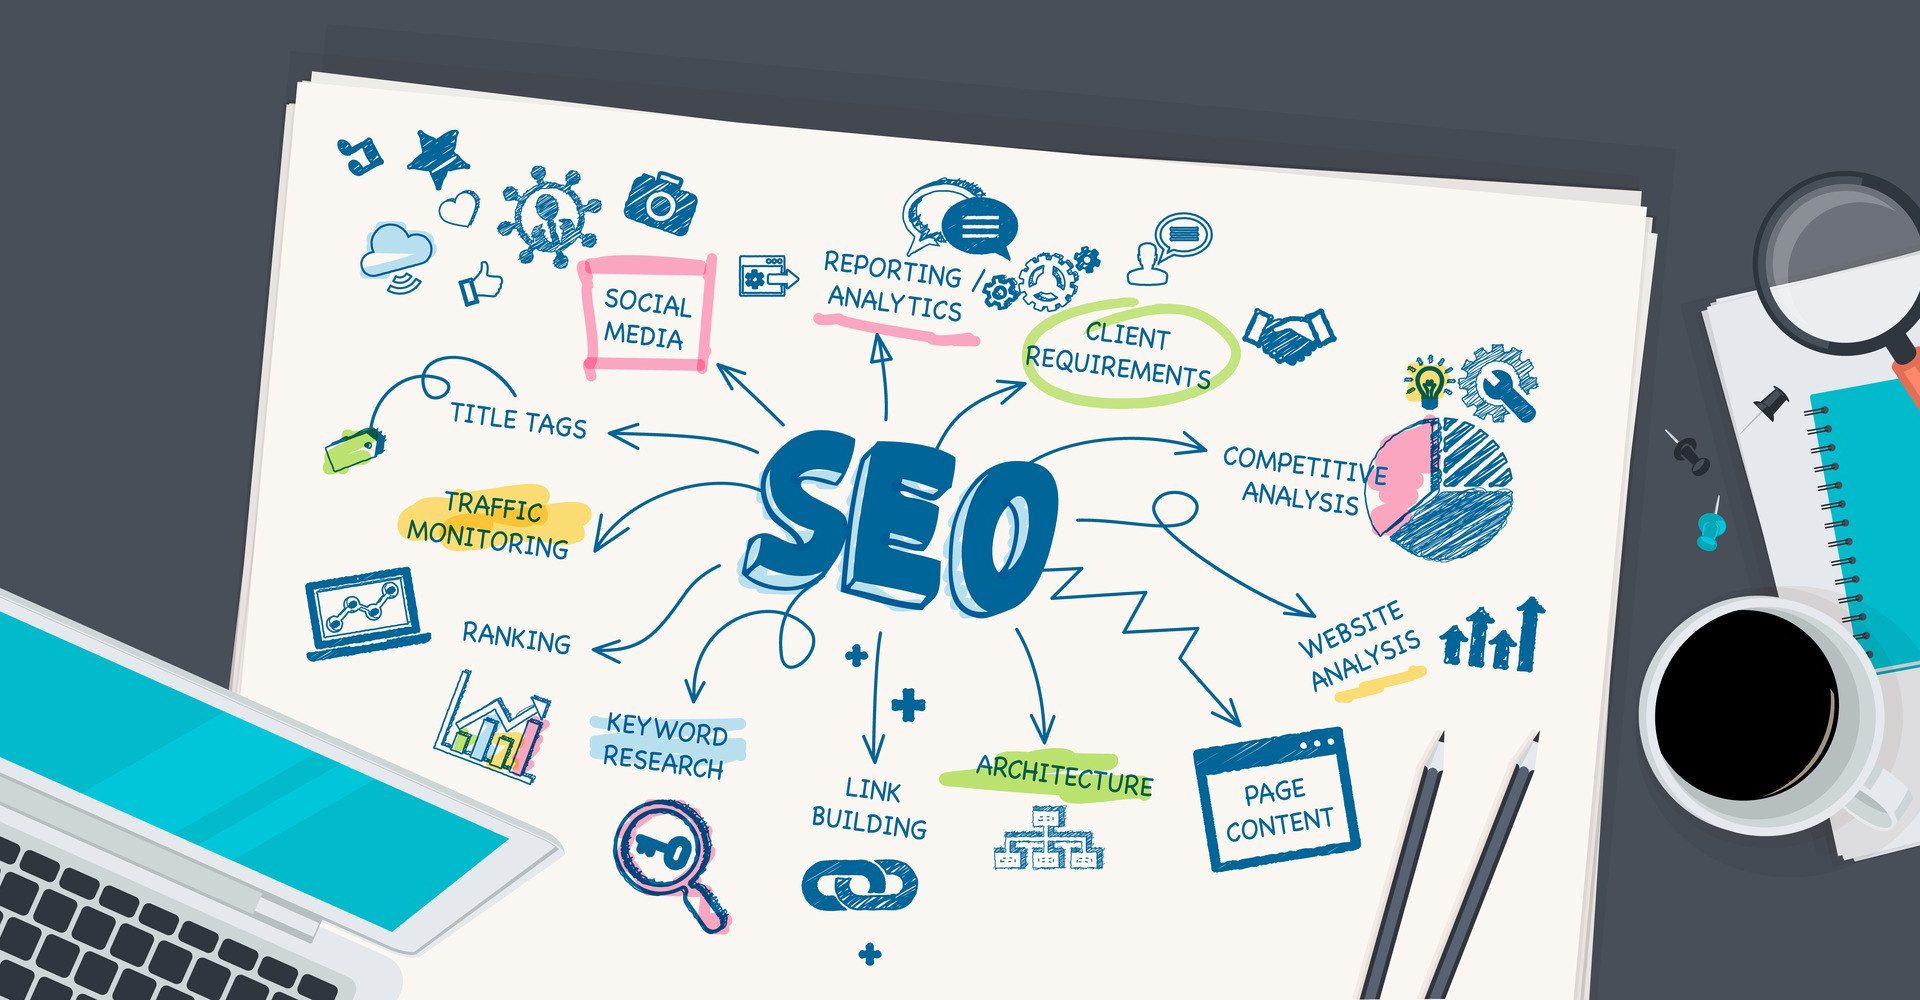 SOCIAL
MEDIA
REPORTING /
ANALYTICS
CLIENT
REQUIREMENTS
TITLE TAGS
COMPETITIVE
ANALYSIS
TRAFFIC
MONITORING
SEO
RANKING
WEBSITE
ANALYSIS
KEYWORD
RESEARCH
LINK
BUILDING
ARCHITECTURE
PAGE
CONTENT